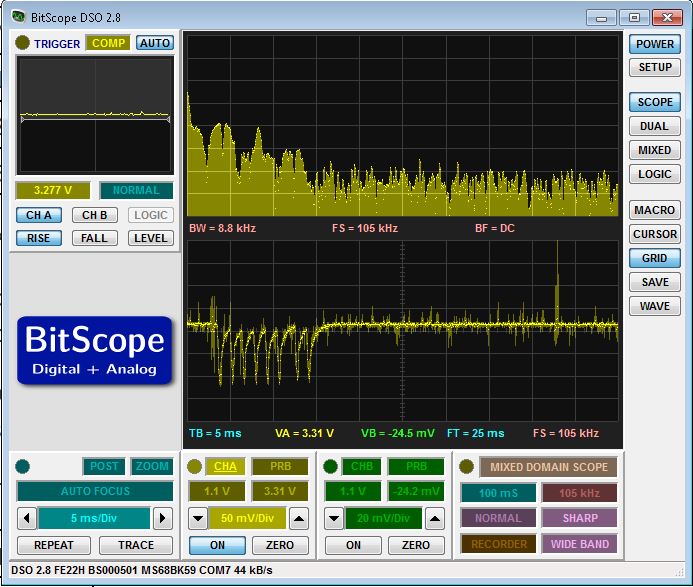 BitScope DSO 2.8
TRIGGER COMP AUTO
3.277 V NORMAL
CH A CH B LOGIC
RISE FALL LEVEL
BW = 8.8 kHz FS = 105 kHz BF = DC
BitScope
Digital + Analog
TB = 5 ms VA = 3.31 V VB = -24.5 mV FT = 25 ms FS = 105 kHz
POWER
SETUP
SCOPE
DUAL
MIXED
LOGIC
MACRO
CURSOR
GRID
SAVE
WAVE
POST ZOOM
AUTO FOCUS
5 ms/Div
REPEAT TRACE
CHA PRB
1.1 V 3.31 V
50 mV/Div
ON ZERO
CHB PRB
1.1 V -24.2 mV
20 mV/Div
ON ZERO
MIXED DOMAIN SCOPE
100 mS 105 kHz
NORMAL SHARP
RECORDER WIDE BAND
DSO 2.8 FE22H BS000501 MS68BK59 COM7 44 kB/s